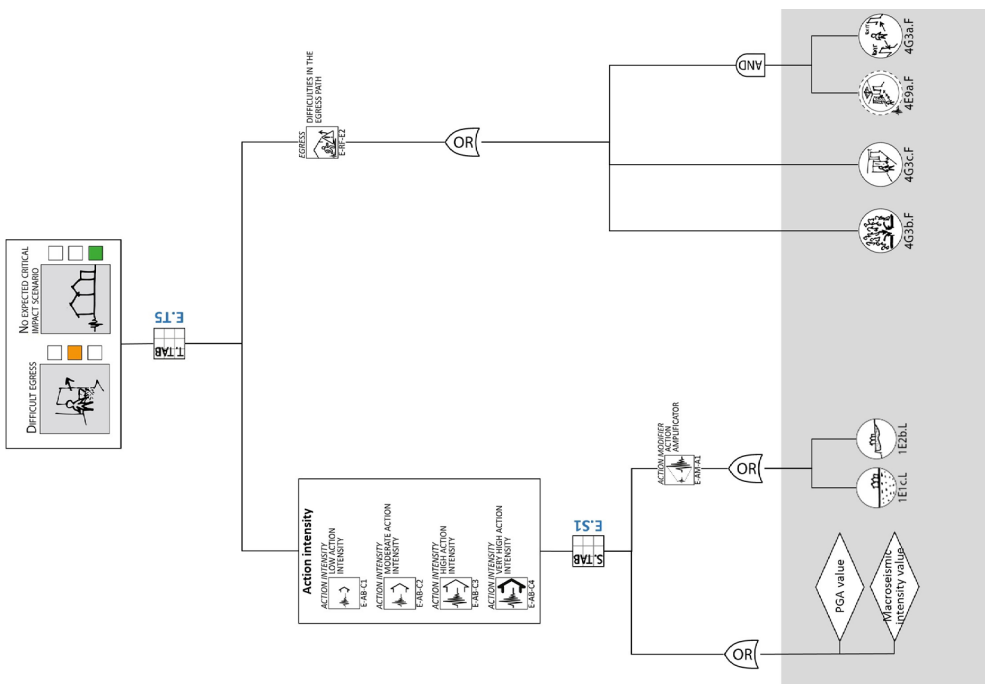 DIFFICULT EGRESS
NO EXPECTED CRITICAL
IMPACT SCENARIO
T.TAB
E.T5
Action intensity
ACTION INTENSITY
LOW ACTION
INTENSITY
E-AB-C1
ACTION INTENSITY
MODERATE ACTION
INTENSITY
E-AB-C2
ACTION INTENSITY
HIGH ACTION
INTENSITY
E-AB-C3
ACTION INTENSITY
VERY HIGH ACTION
INTENSITY
E-AB-C4
EGRESS
DIFFICULTIES IN THE
EGRESS PATH
E-RF-E2
S.TAB
E.S1
ACTION MODIFIER
ACTION
AMPLIFICATOR
E-AM-A1
OR
OR
OR
AND
PGA value
Macroseismic
intensity value
1E1c.L
1E2b.L
4G3b.F
4G3c.F
4E9a.F
4G3a.F